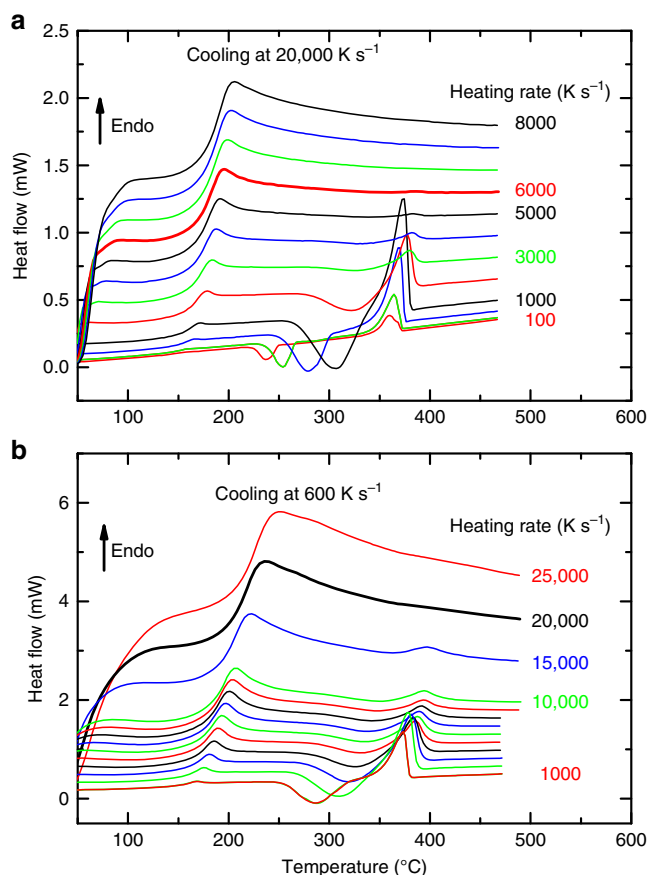 a
2.5
2.0
1.5
1.0
0.5
0.0
Heat flow (mW)
Cooling at 20,000 K s⁻¹
Endo
Heating rate (K s⁻¹)
8000
6000
5000
3000
1000
100
100 200 300 400 500 600
b
6
4
2
0
Heat flow (mW)
Cooling at 600 K s⁻¹
Endo
Heating rate (K s⁻¹)
25,000
20,000
15,000
10,000
1000
100 200 300 400 500 600
Temperature (°C)